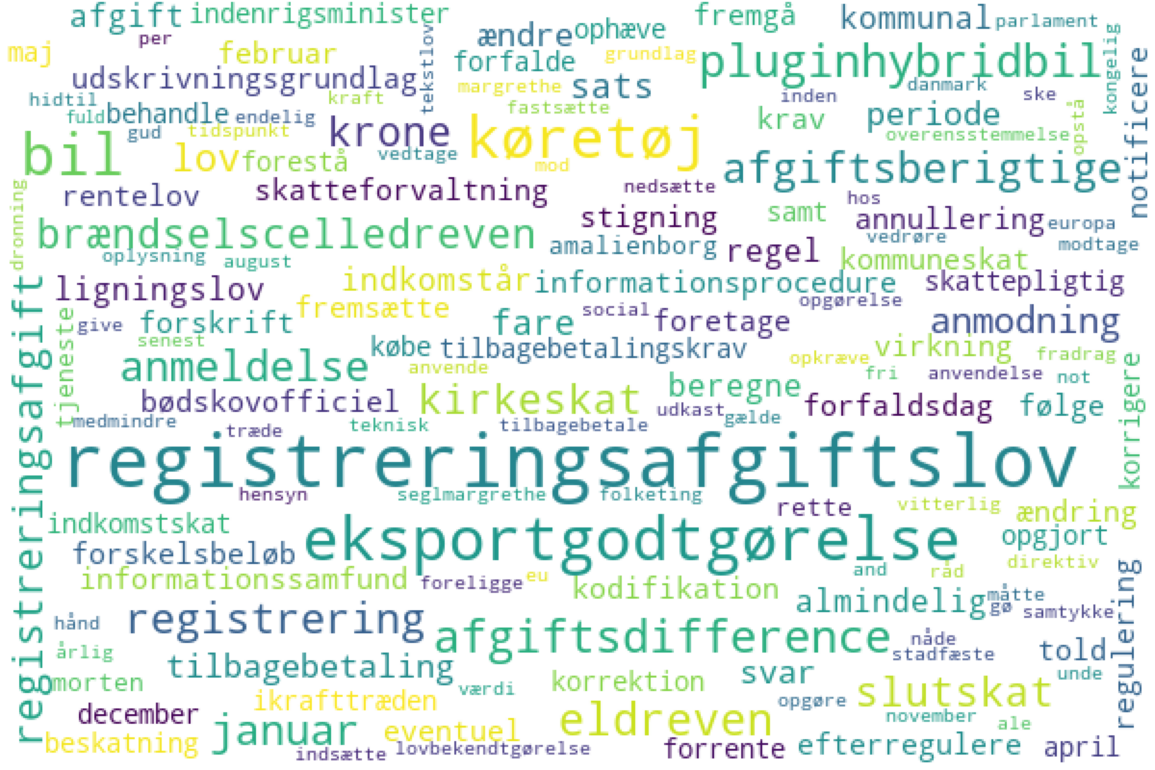 afgift indenrigsminister fremgå kommunal parlament
maj per februar tekstlov ændre ophæve grundlag
udskrivningsgrundlag forfalde pluginhybridbil kongelig notificere
hidtil kraft margrethe sats danmark inden ske
fuld behandle endelig fastsætte krav periode opstå
gud tidspunkt krone køretøj overensstemmelse
bil lov forestå vedtage mod afgiftsberigtige
rentelov skatteforvaltning nedsætte hos
dronning stigning samt annullering europa
brændselscelledreven amalienborg regel vedrøre modtage
oplysning august kommuneskat
ligningslov indkomstår informationsprocedure skattepligtig
fremsætte opgørelse
tjeneste give forskrift fare social foretage anmodning
senest købe tilbagebetalingskrav opkræve virkning fradrag
anmeldelse anvende fri anvendelse not
bødskovofficiel kirkeskat beregne forfaldsdag følge korrigere
medmindre træde teknisk tilbagebetale udkast gælde
registreringsafgift registreringsafgiftslov
hensyn seglmargrethe folketing rette vitterlig ændring
indkomstskat eksportgodtgørelse opgjort
forskelsbeløb and råd direktiv
informationssamfund foreligge eu kodifikation
almindelig gø måtte samtykke regulering
hånd registrering afgiftsdifference nåde
årlig stadfæste told
tilbagebetaling svar unde
morten værdi korrektion opgøre slutskat
december ikrafttræden november ale
januar eventuel eldreven
beskatning indsætte lovbekendtgørelse forrente efterregulere april